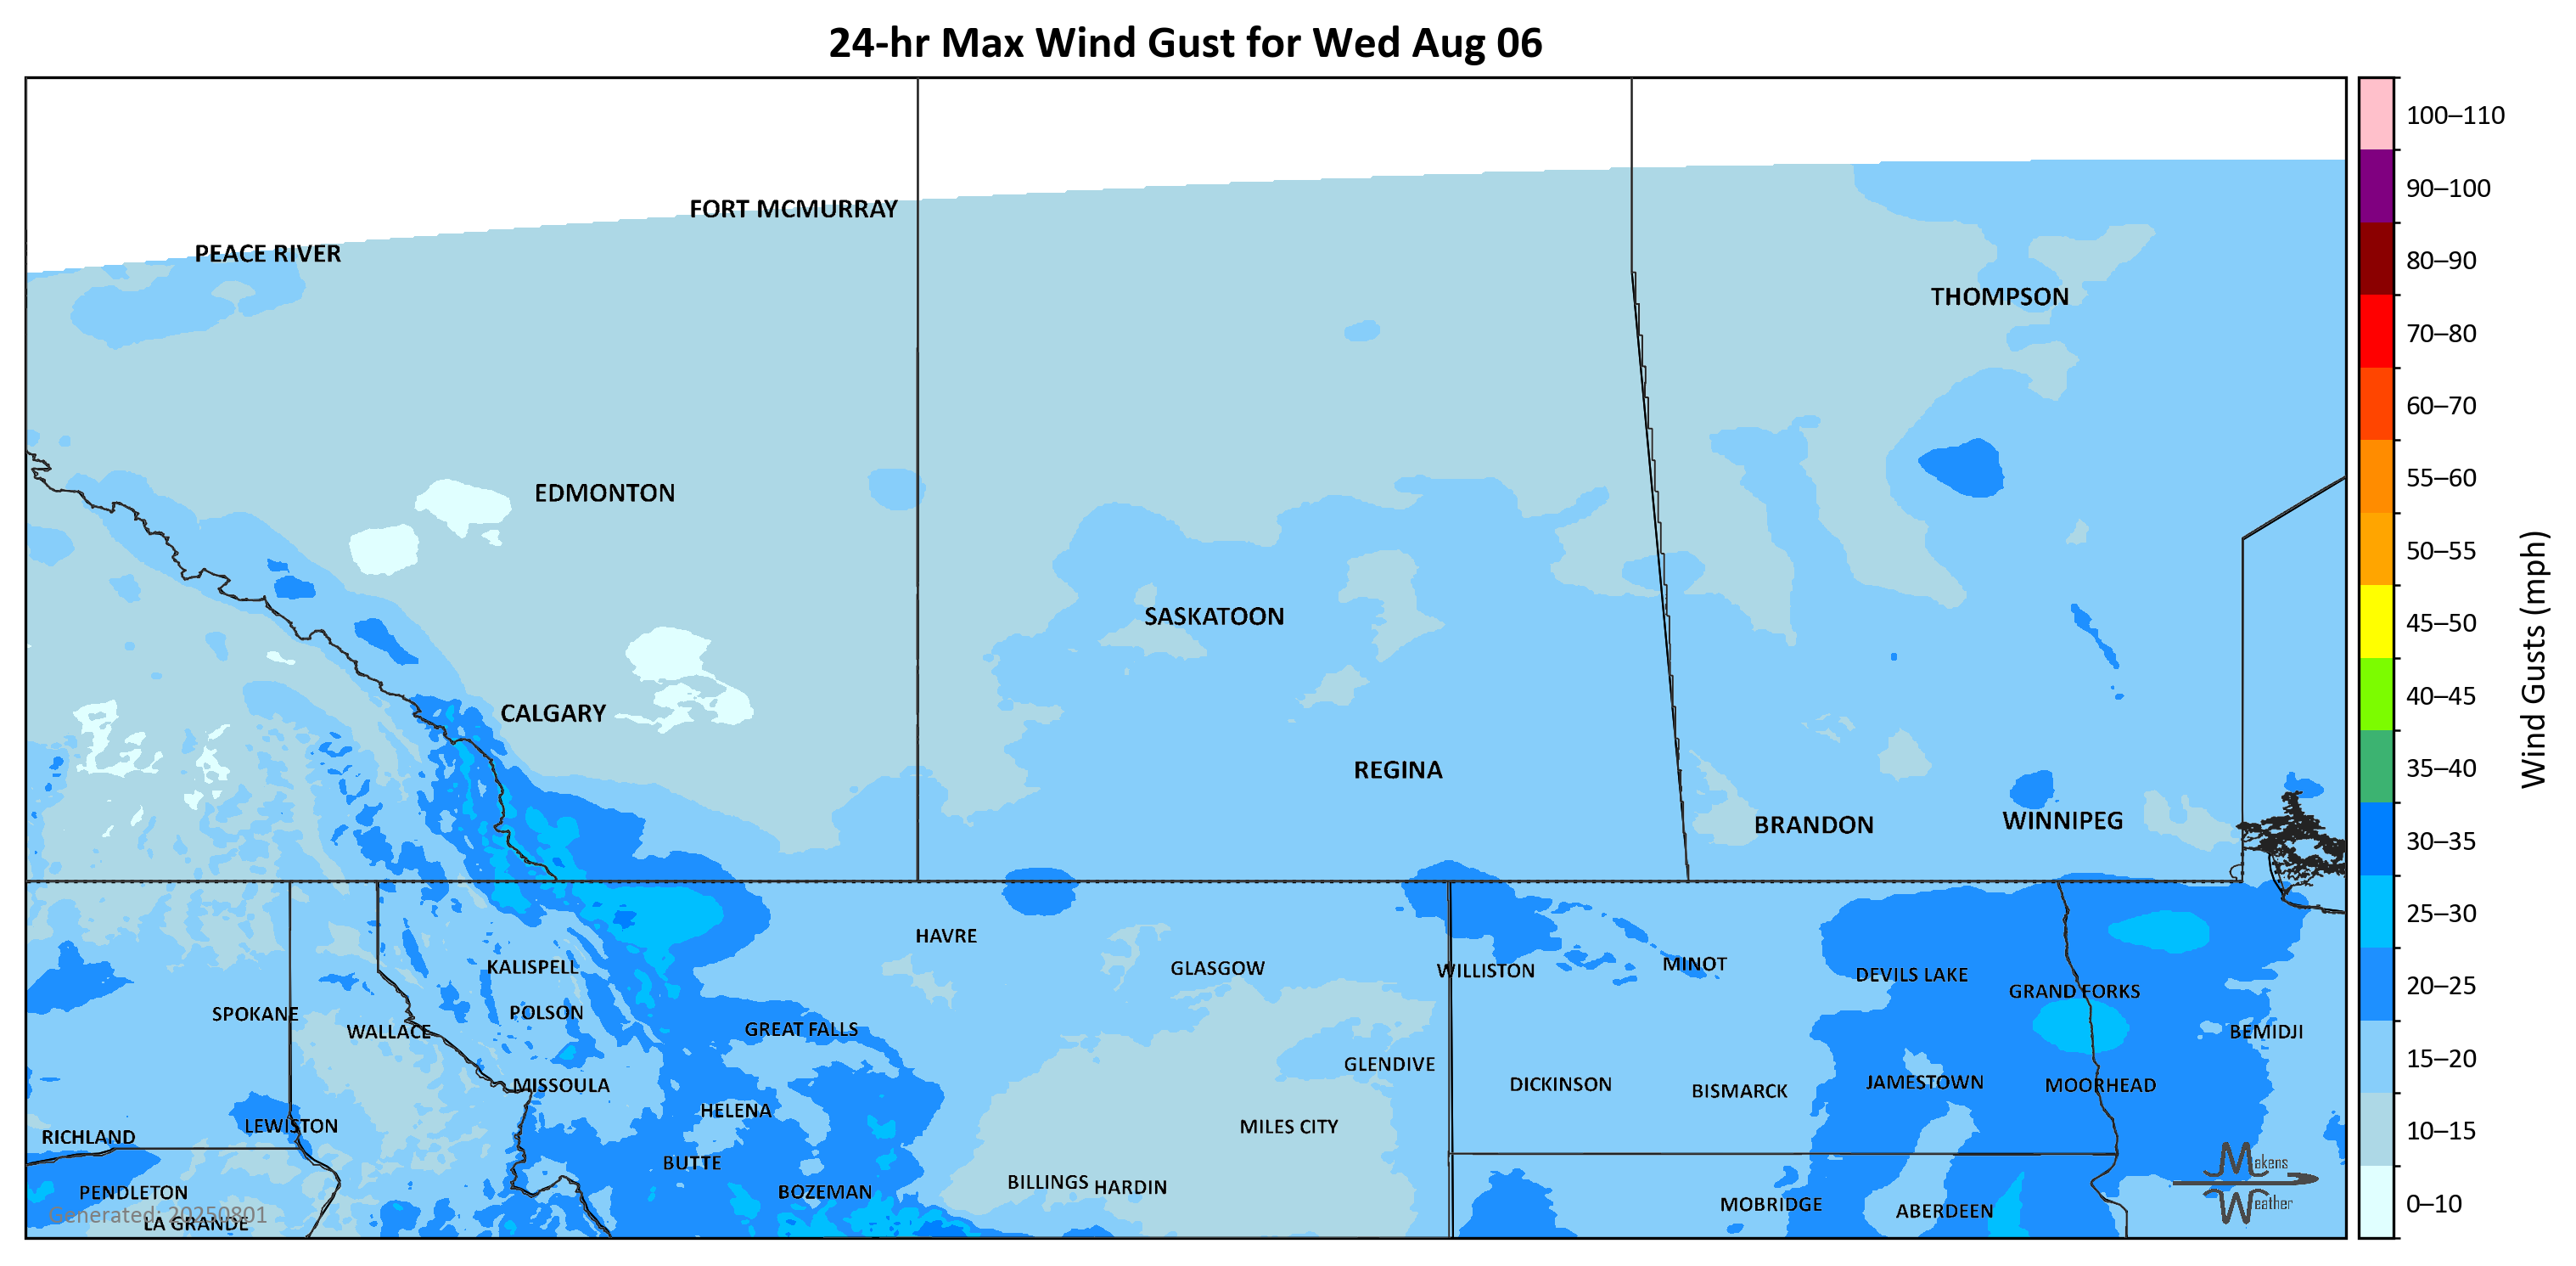 24-hr Max Wind Gust for Wed Aug 06
100–110
FORT MCMURRAY
90–100
PEACE RIVER
80–90
THOMPSON
70–80
60–70
EDMONTON
55–60
50–55
SASKATOON
45–50
Wind Gusts (mph)
40–45
CALGARY
REGINA
35–40
BRANDON
WINNIPEG
30–35
25–30
HAVRE
KALISPELL
GLASGOW
WILLISTON
MINOT
DEVILS LAKE
20–25
GRAND FORKS
SPOKANE
POLSON
WALLACE
GREAT FALLS
BEMIDJI
15–20
GLENDIVE
MISSOULA
DICKINSON
BISMARCK
JAMESTOWN
MOORHEAD
HELENA
LEWISTON
MILES CITY
10–15
RICHLAND
BUTTE
Makens
Weather
PENDLETON
BOZEMAN
BILLINGS
HARDIN
MOBRIDGE
ABERDEEN
0–10
Generated: 20250801
LA GRANDE